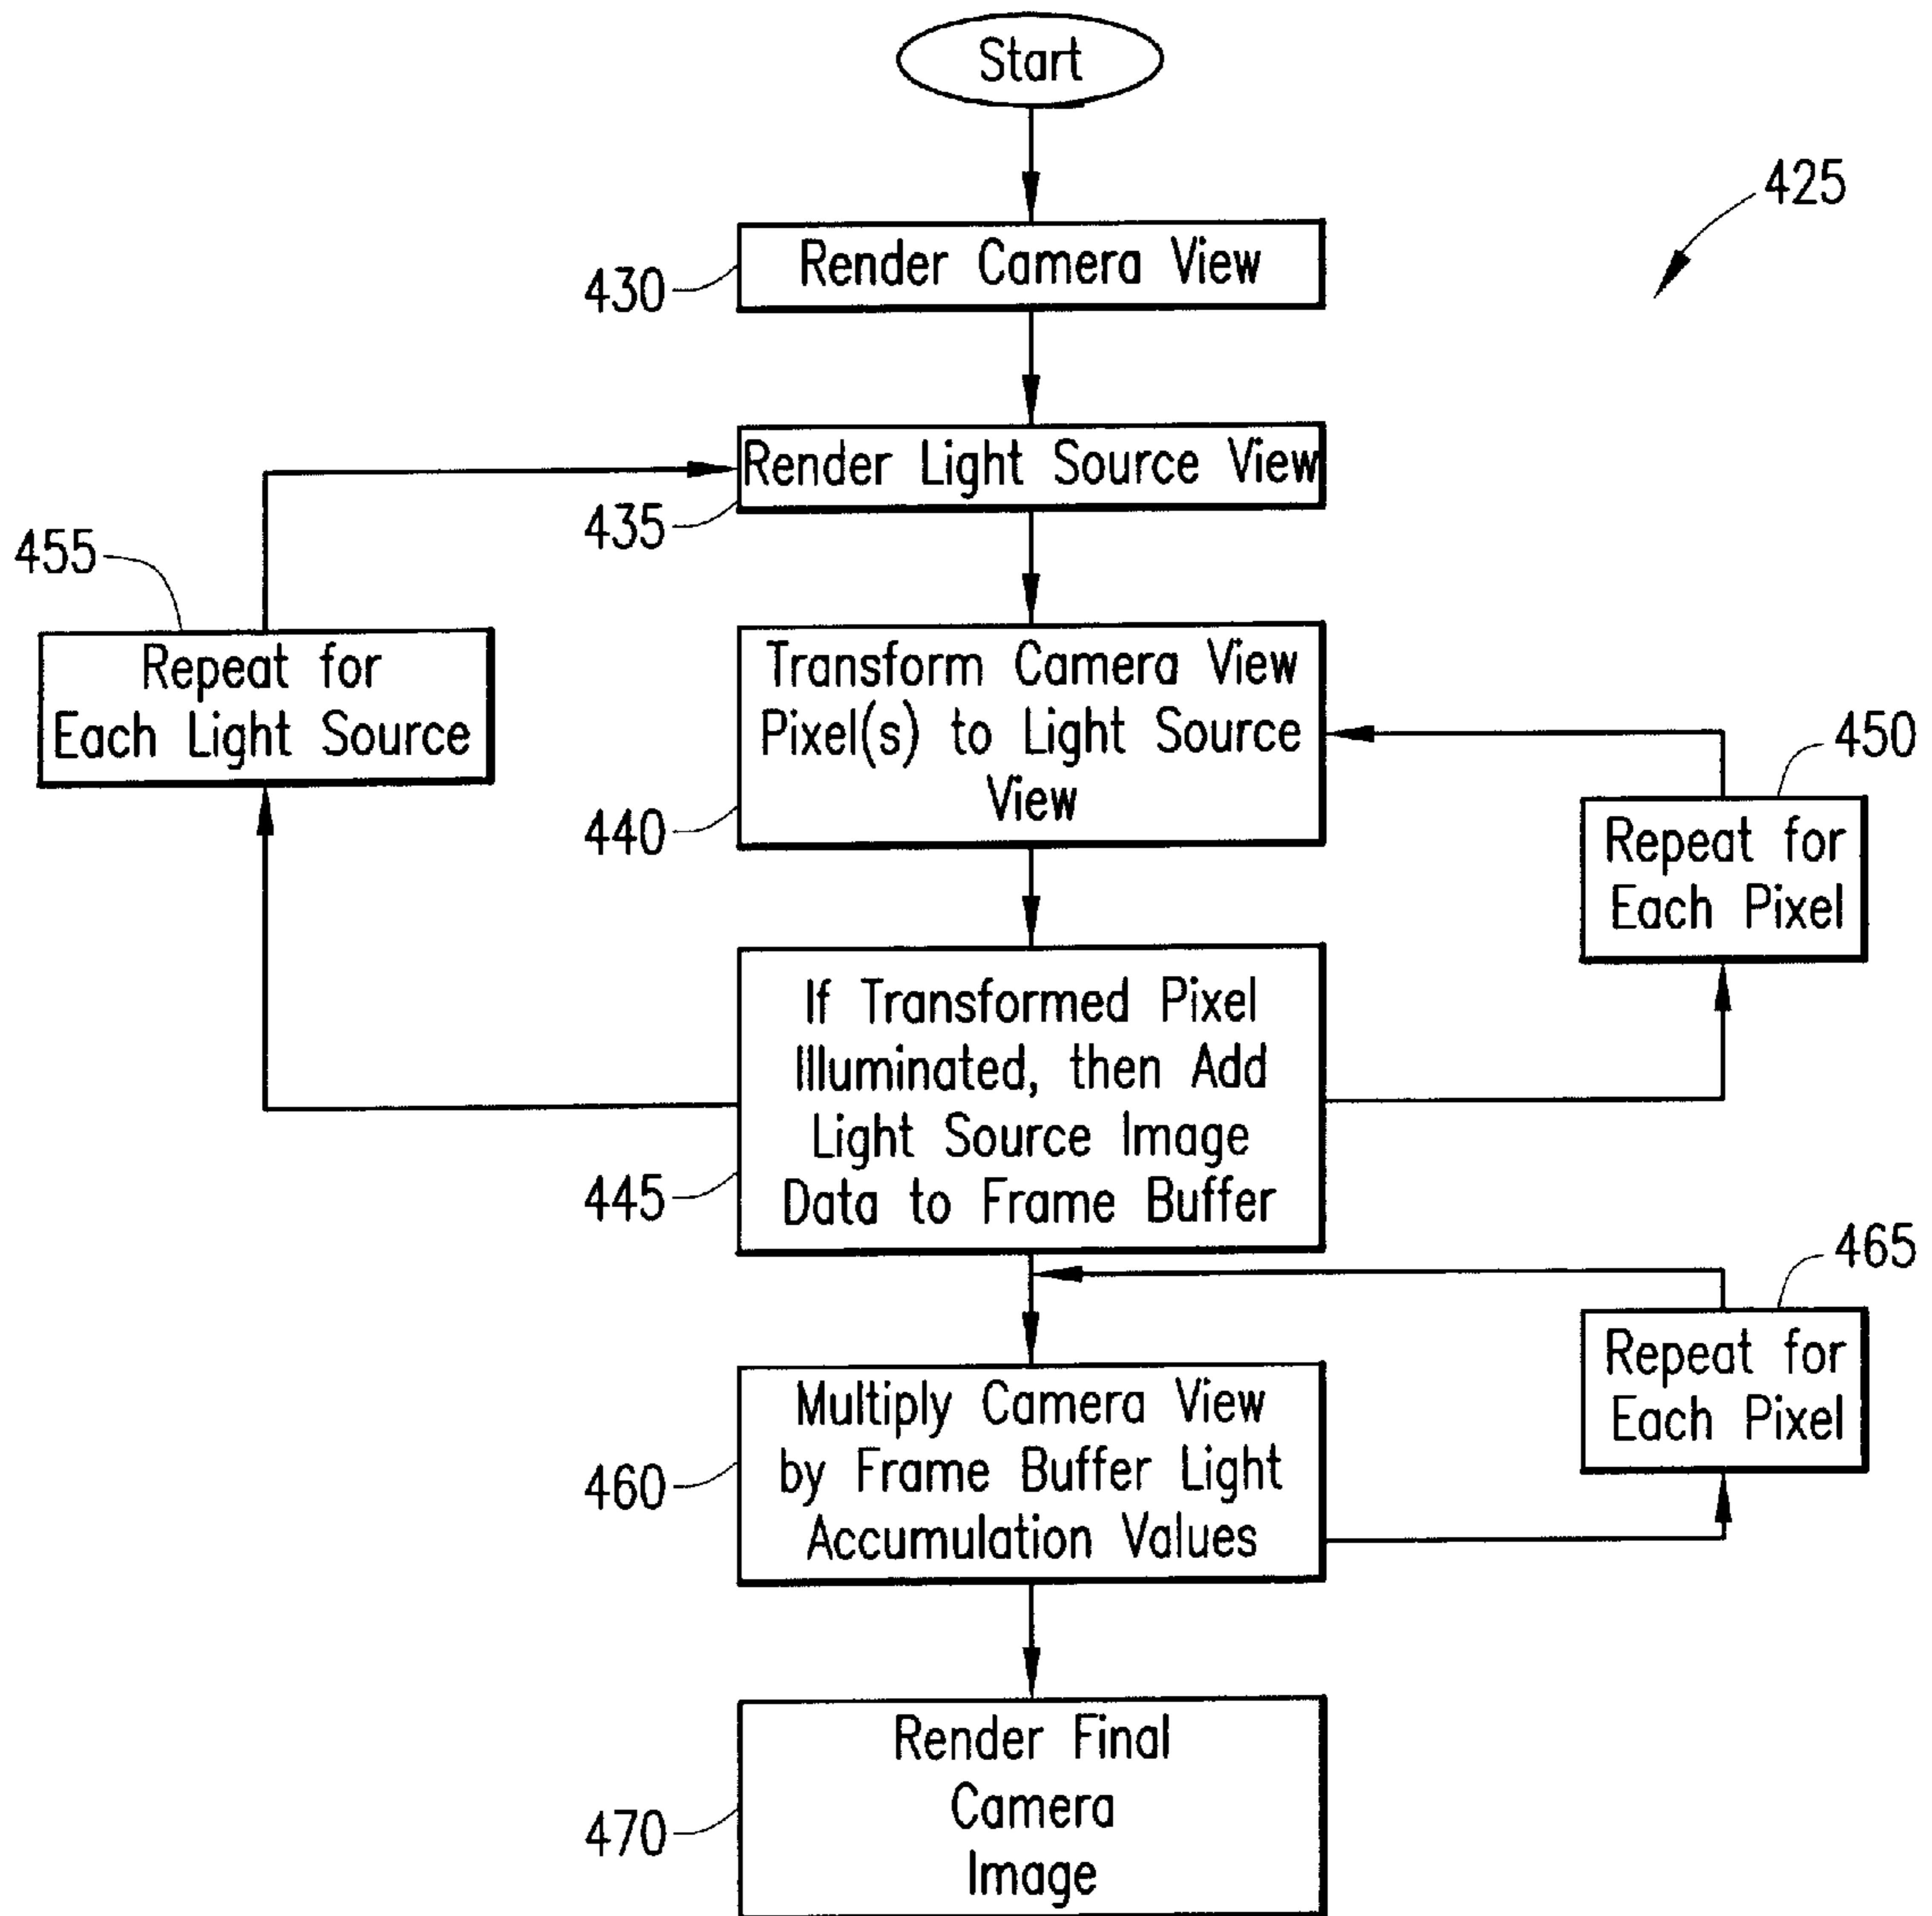 Start
425
Render Camera View
430
Render Light Source View
435
455
Repeat for
Each Light Source
Transform Camera View
Pixel(s) to Light Source
View
440
450
Repeat for
Each Pixel
If Transformed Pixel
Illuminated, then Add
Light Source Image
Data to Frame Buffer
445
465
Repeat for
Each Pixel
Multiply Camera View
by Frame Buffer Light
Accumulation Values
460
Render Final
Camera
Image
470